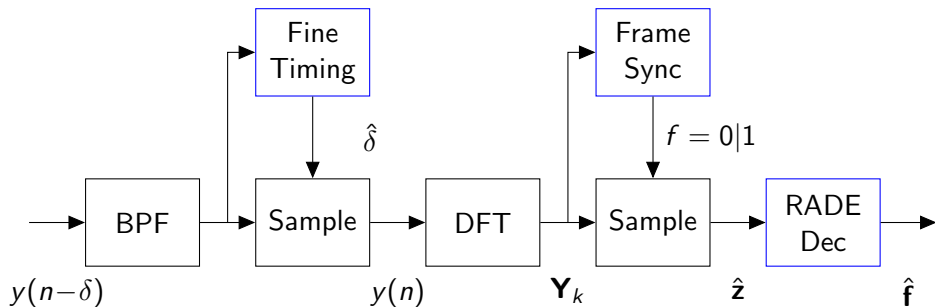 Fine
Timing
Frame
Sync
δ̂
f = 0|1
BPF
Sample
DFT
Sample
RADE
Dec
y(n−δ)
y(n)
Y_k
ẑ
f̂